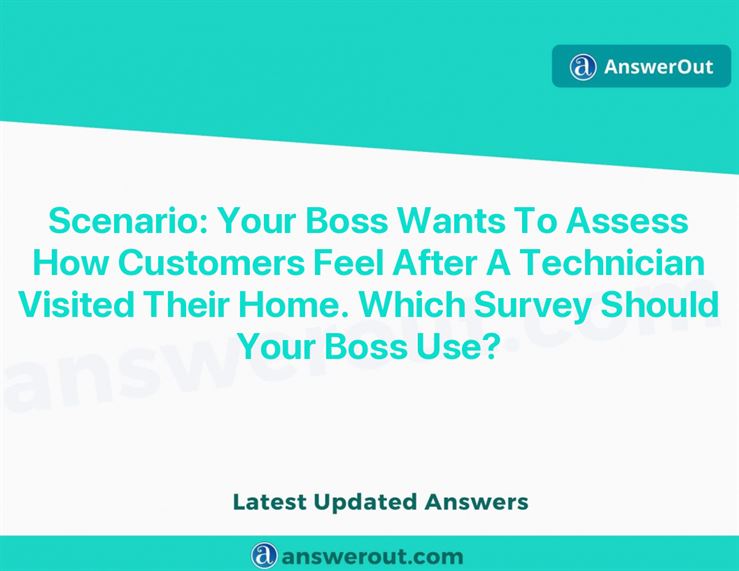 AnswerOut
Scenario: Your Boss Wants To Assess
How Customers Feel After A Technician
Visited Their Home. Which Survey Should
Your Boss Use?
answerout.com
Latest Updated Answers
answerout.com